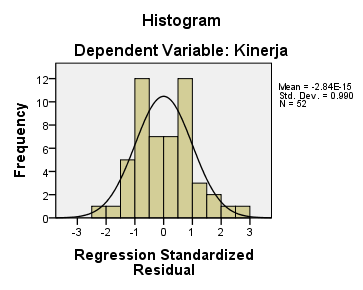 Histogram
Dependent Variable: Kinerja
Mean = -2.84E-15
Std. Dev. = 0.990
N = 52
Frequency
12
10
8
6
4
2
0
-3 -2 -1 0 1 2 3
Regression Standardized
Residual